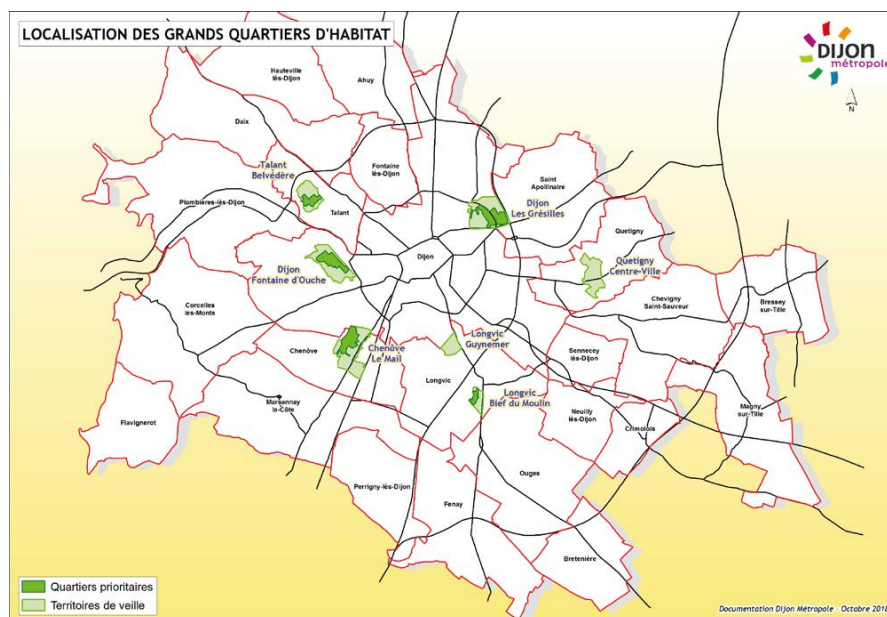 LOCALISATION DES GRANDS QUARTIERS D'HABITAT
DIJON
métropole
N
Hauteville
lès-Dijon
Ahuy
Daix
Talant
Belvédère
Fontaine
lès-Dijon
Saint
Apollinaire
Plombières-lès-Dijon
Talant
Dijon
Les Grésilles
Quetigny
Dijon
Dijon
Fontaine d'Ouche
Quetigny
Centre-Ville
Corcelles
les-Monts
Chevigny
Saint-Sauveur
Bressey
sur-Tille
Chenôve
Chenôve
Le Mail
Longvic
Guynemer
Sennecey
lès-Dijon
Longvic
Marsannay
la-Côte
Longvic
Bief du Moulin
Neuilly
lès-Dijon
Magny
sur-Tille
Flavignerot
Crimolois
Perrigny-lès-Dijon
Ouges
Fenay
Bretenière
Quartiers prioritaires
Territoires de veille
Documentation Dijon Métropole - Octobre 2018